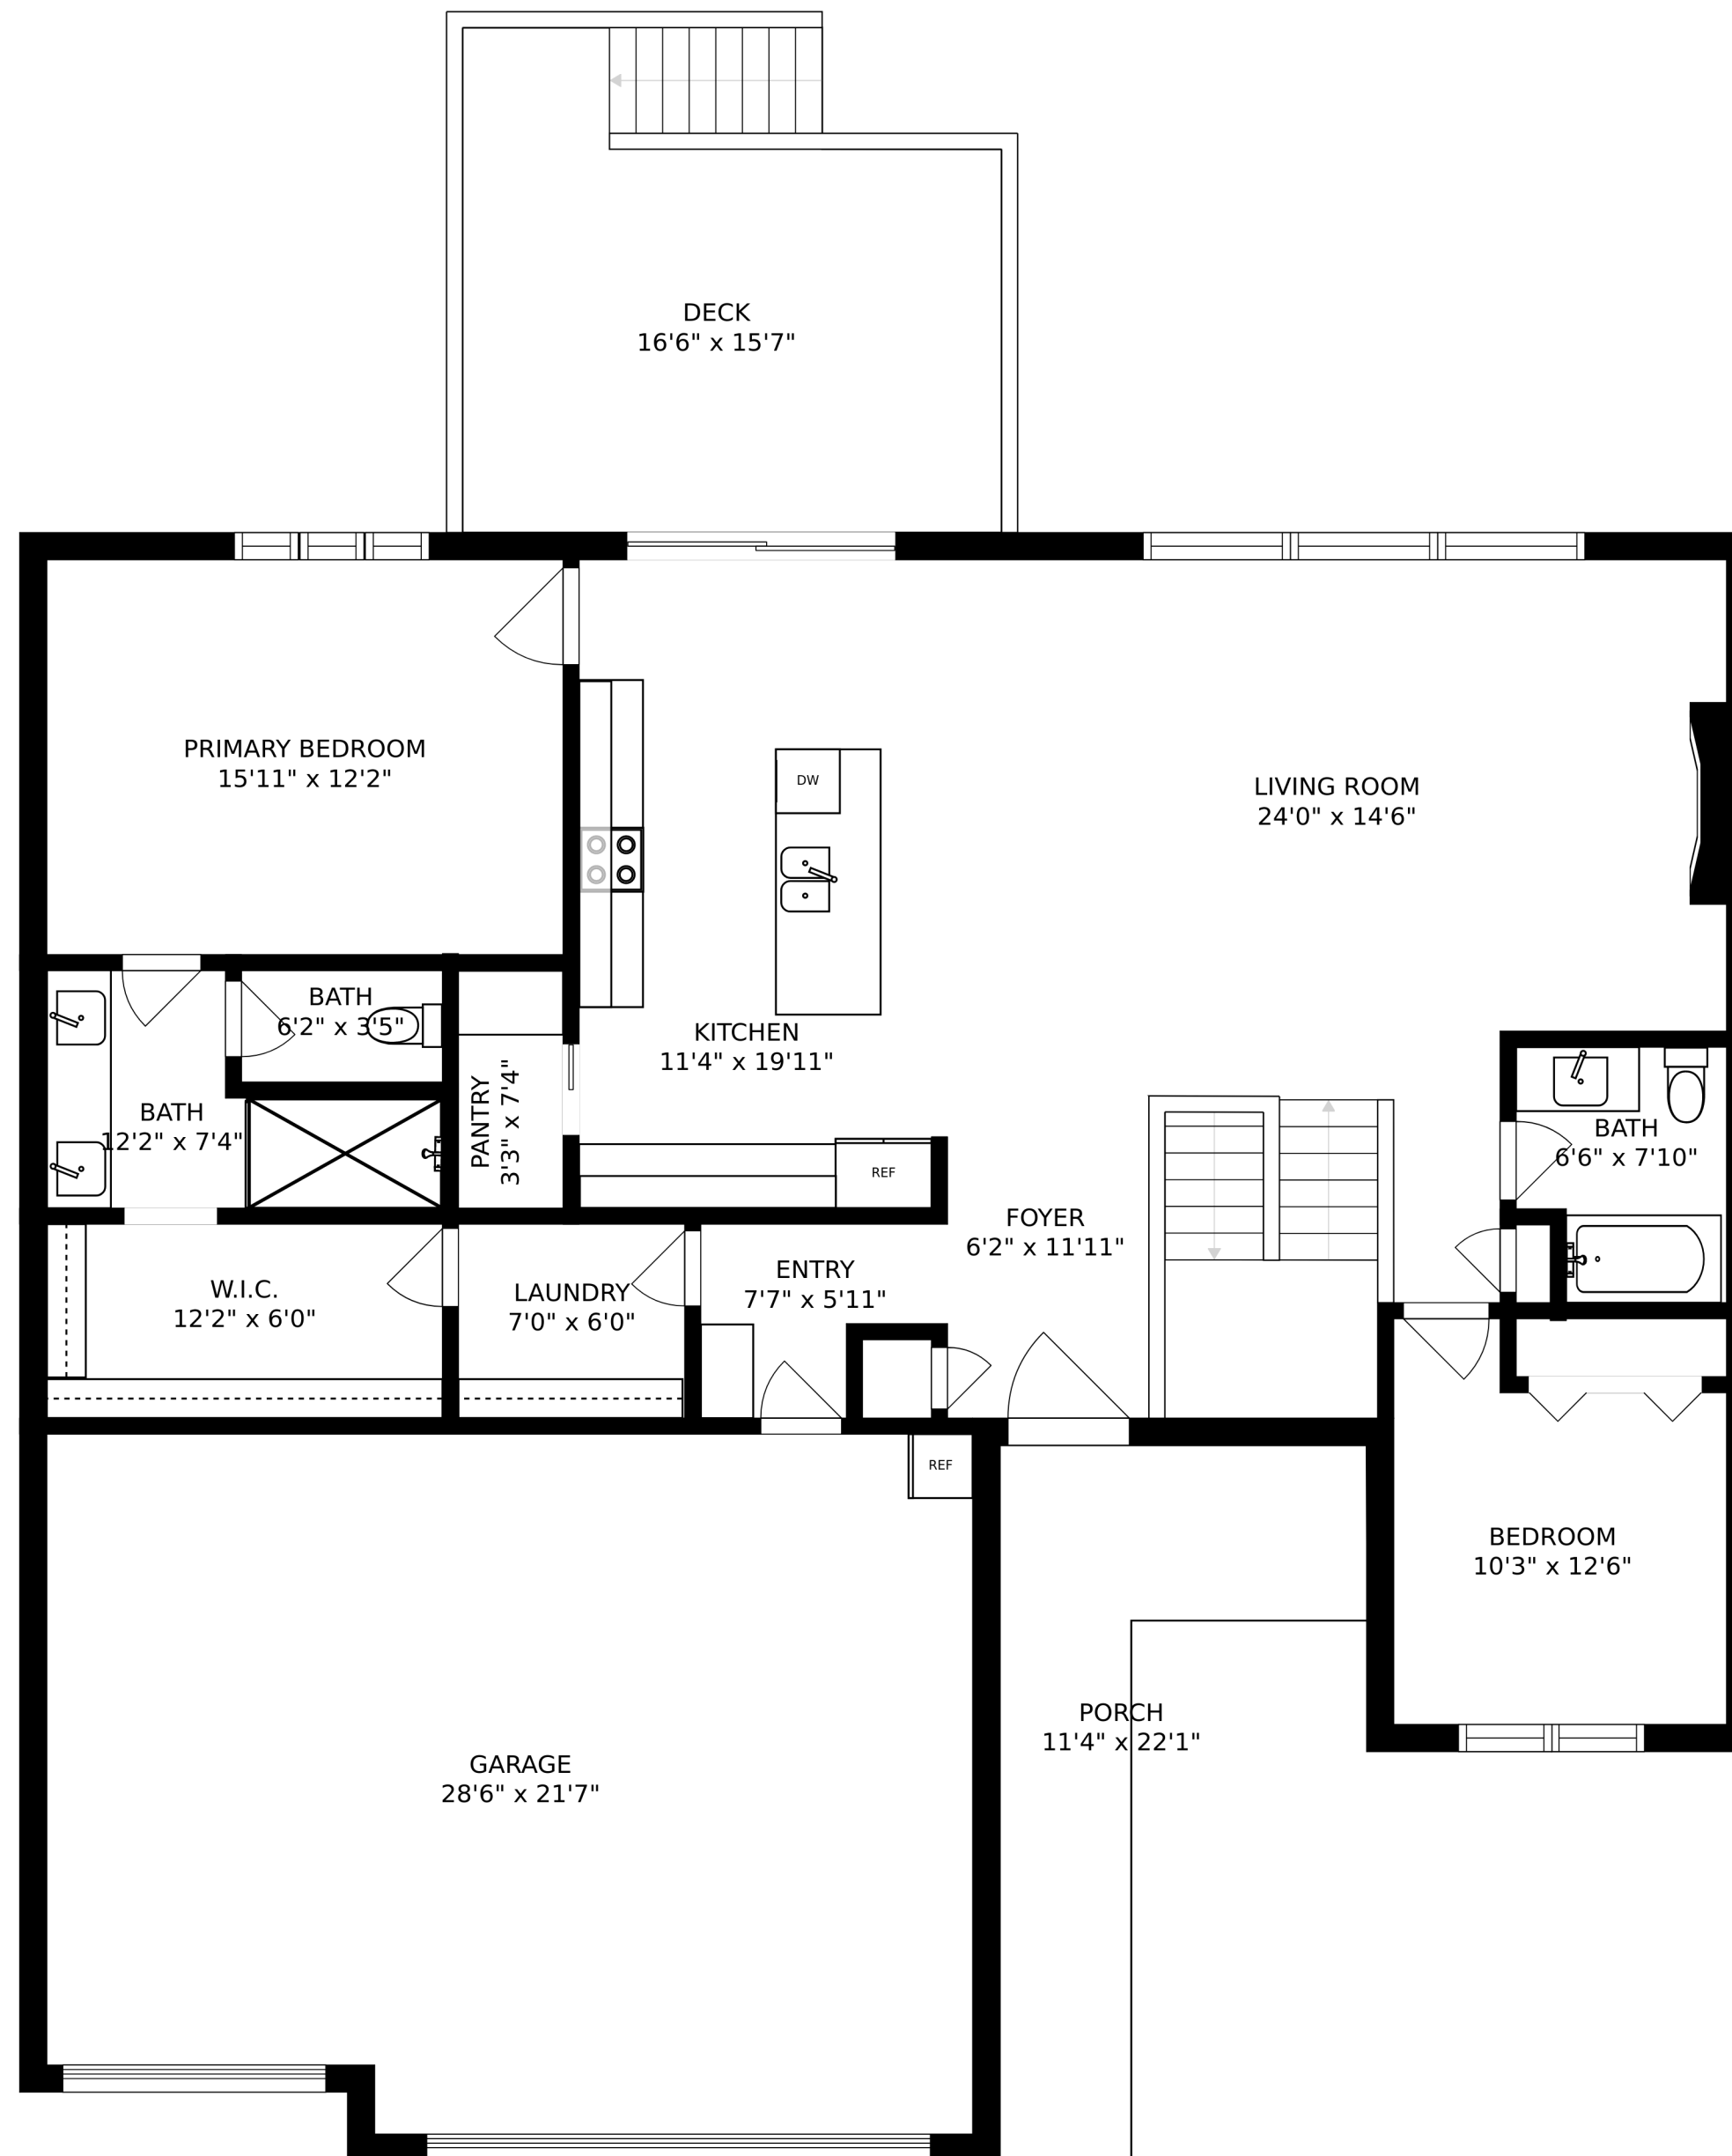 DECK
16'6" x 15'7"
PRIMARY BEDROOM
15'11" x 12'2"
DW
LIVING ROOM
24'0" x 14'6"
BATH
6'2" x 3'5"
KITCHEN
11'4" x 19'11"
BATH
12'2" x 7'4"
PANTRY
3'3" x 7'4"
BATH
6'6" x 7'10"
REF
FOYER
6'2" x 11'11"
ENTRY
7'7" x 5'11"
W.I.C.
12'2" x 6'0"
LAUNDRY
7'0" x 6'0"
REF
BEDROOM
10'3" x 12'6"
PORCH
11'4" x 22'1"
GARAGE
28'6" x 21'7"